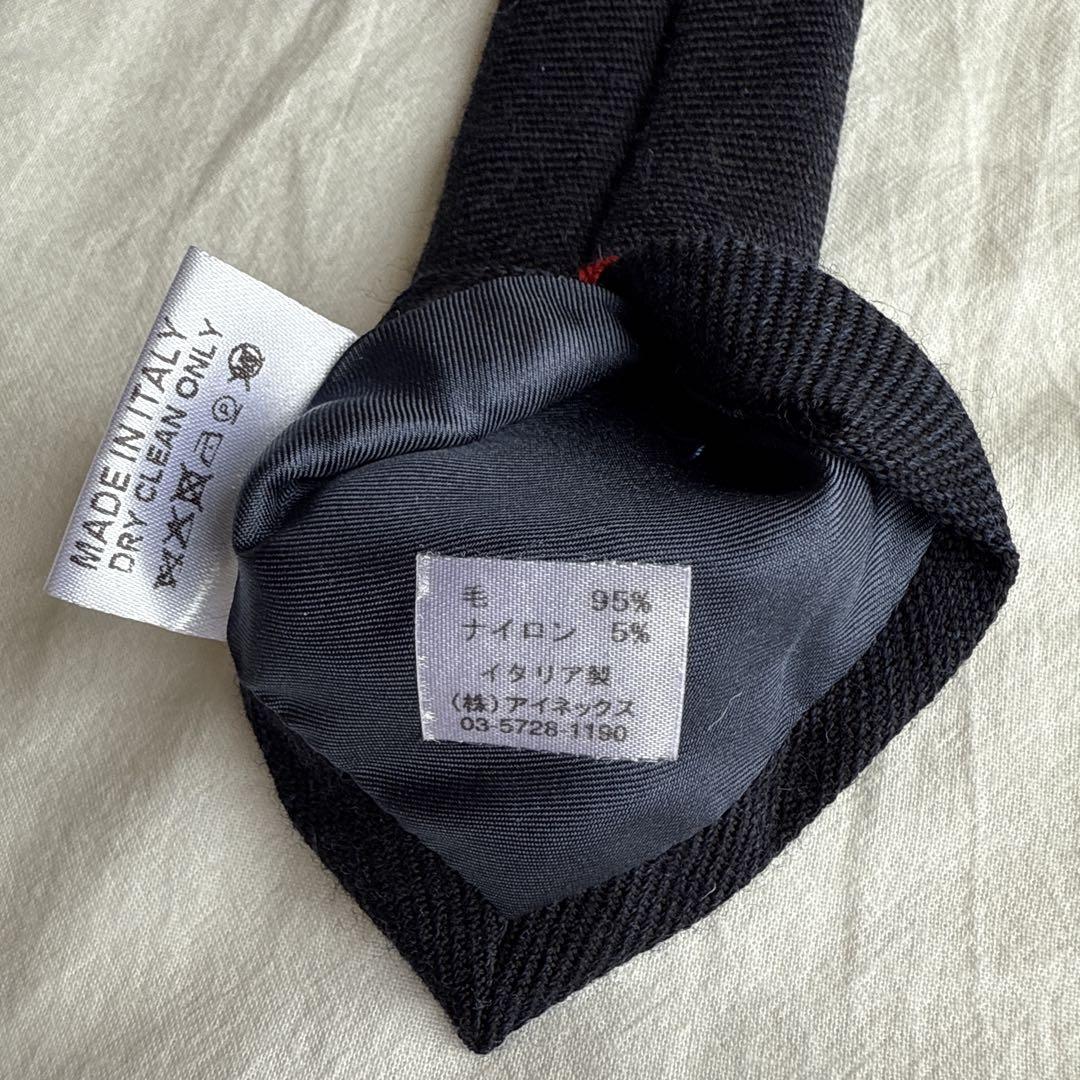 MADE IN ITALY
DRY CLEAN ONLY
毛 95%
ナイロン 5%
イタリア製
(株)アイネックス
03-5728-1190